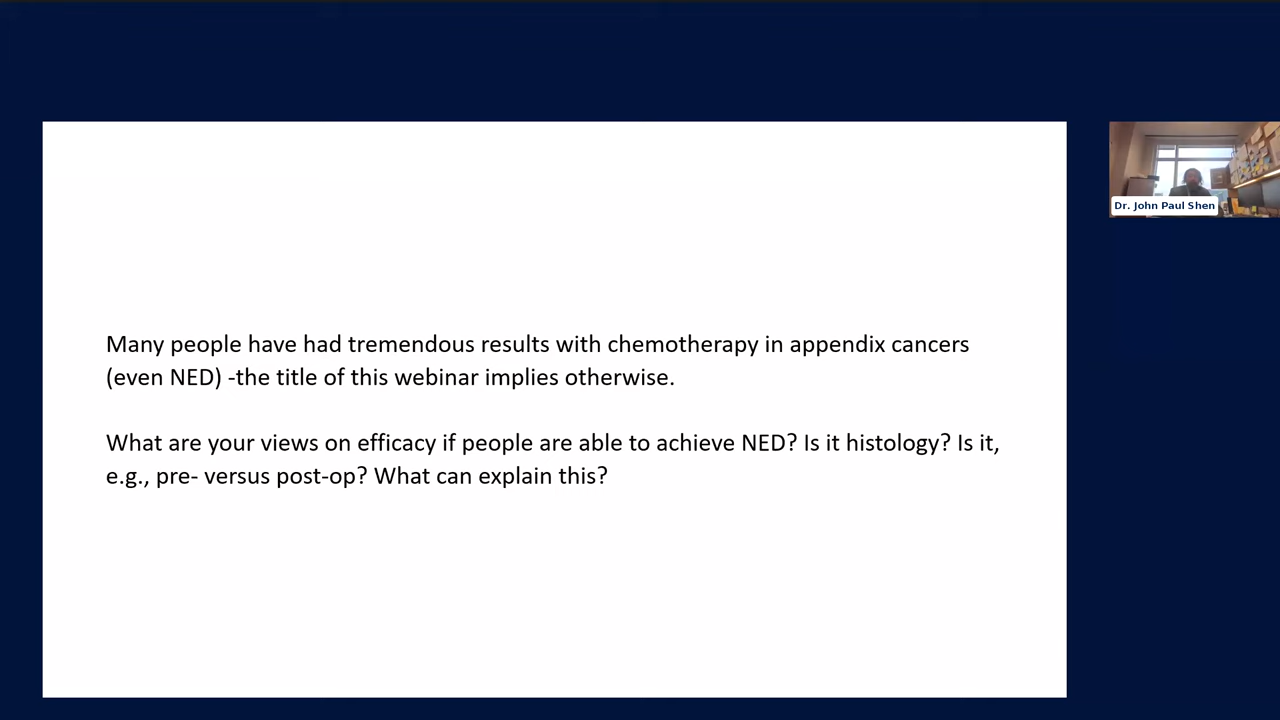 Many people have had tremendous results with chemotherapy in appendix cancers
(even NED) -the title of this webinar implies otherwise.
What are your views on efficacy if people are able to achieve NED? Is it histology? Is it,
e.g., pre- versus post-op? What can explain this?
Dr. John Paul Shen